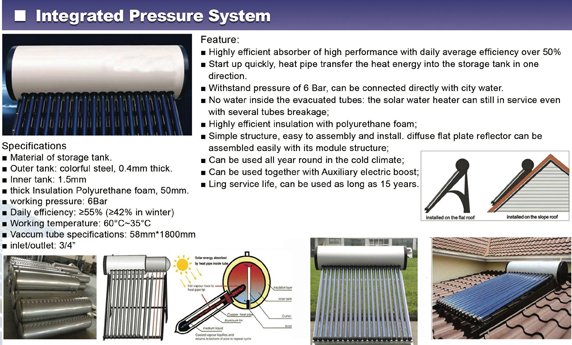 ■ Integrated Pressure System
Feature:
■ Highly efficient absorber of high performance with daily average efficiency over 50%
■ Start up quickly, heat pipe transfer the heat energy into the storage tank in one
direction.
■ Withstand pressure of 6 Bar, can be connected directly with city water.
■ No water inside the evacuated tubes: the solar water heater can still in service even
with several tubes breakage;
■ Highly efficient insulation with polyurethane foam;
■ Simple structure, easy to assembly and install. diffuse flat plate reflector can be
assembled easily with its module structure;
■ Can be used all year round in the cold climate;
■ Can be used together with Auxiliary electric boost;
■ Ling service life, can be used as long as 15 years.
Specifications
■ Material of storage tank.
■ Outer tank: colorful steel, 0.4mm thick.
■ Inner tank: 1.5mm
■ thick Insulation Polyurethane foam, 50mm.
■ working pressure: 6Bar
■ Daily efficiency: ≥55% (≥42% in winter)
■ Working temperature: 60°C~35°C
■ Vaccum tube specifications: 58mm*1800mm
■ inlet/outlet: 3/4"
Installed on the flat roof
Installed on the slope roof
Solar energy absorbed
by heat pipe inside tube